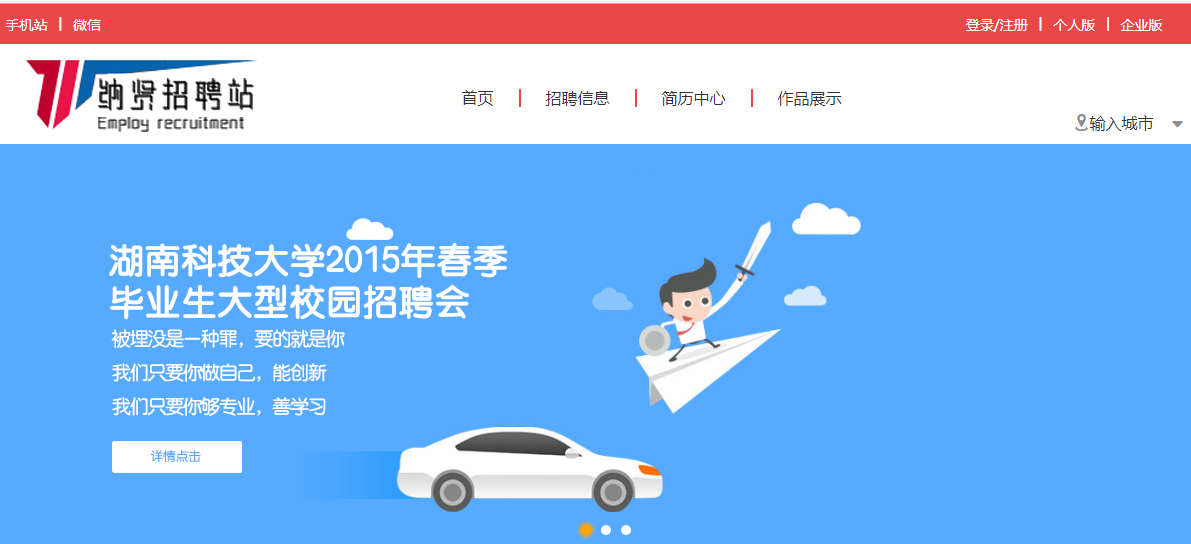 手机站 | 微信
登录/注册 | 个人版 | 企业版
纳贤招聘站
Employ recruitment
首页 | 招聘信息 | 简历中心 | 作品展示
输入城市
湖南科技大学2015年春季
毕业生大型校园招聘会
被埋没是一种罪，要的就是你
我们只要你做自己，能创新
我们只要你够专业，善学习
详情点击